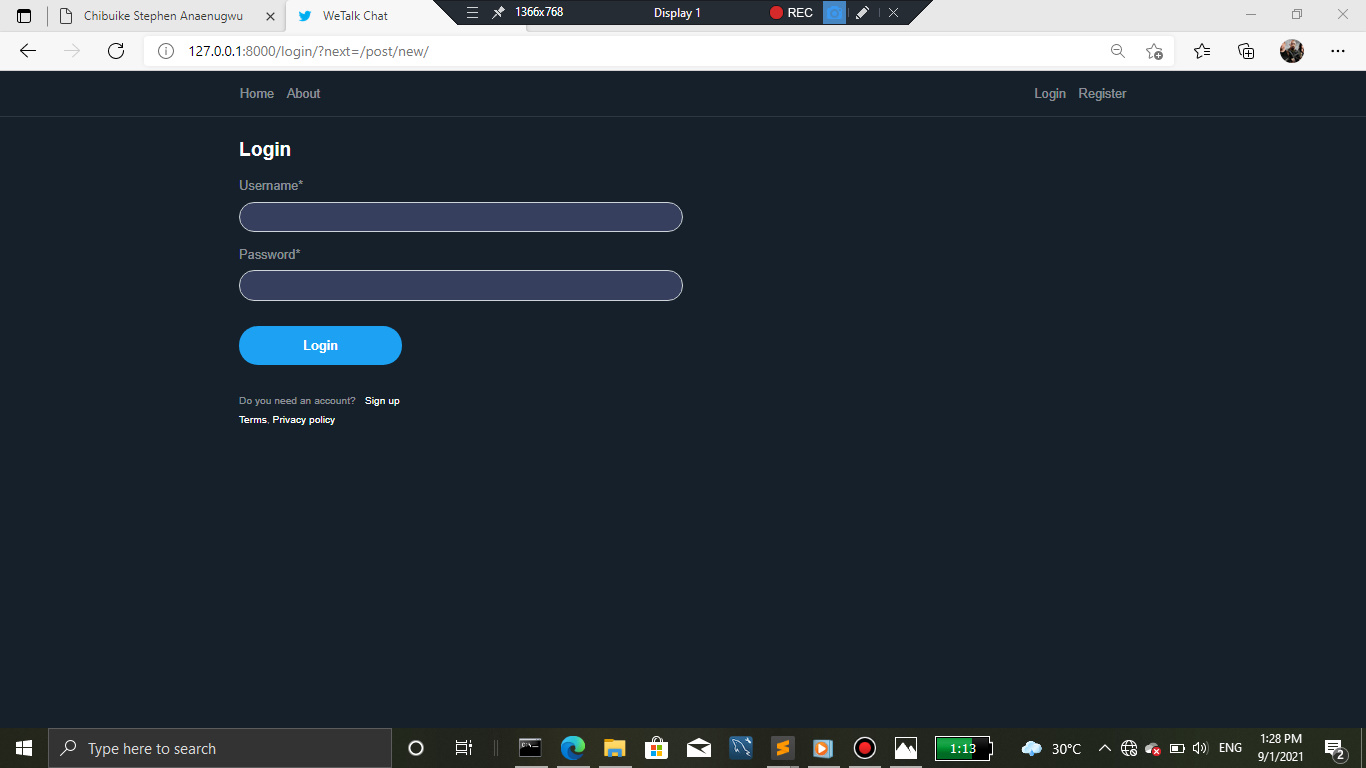 Chibuike Stephen Anaenugwu
WeTalk Chat
1366x768
Display 1
REC
127.0.0.1:8000/login/?next=/post/new/
Home
About
Login
Register
Login
Username*
Password*
Login
Do you need an account? Sign up
Terms, Privacy policy
Type here to search
1:13
30°C
ENG
1:28 PM
9/1/2021
2